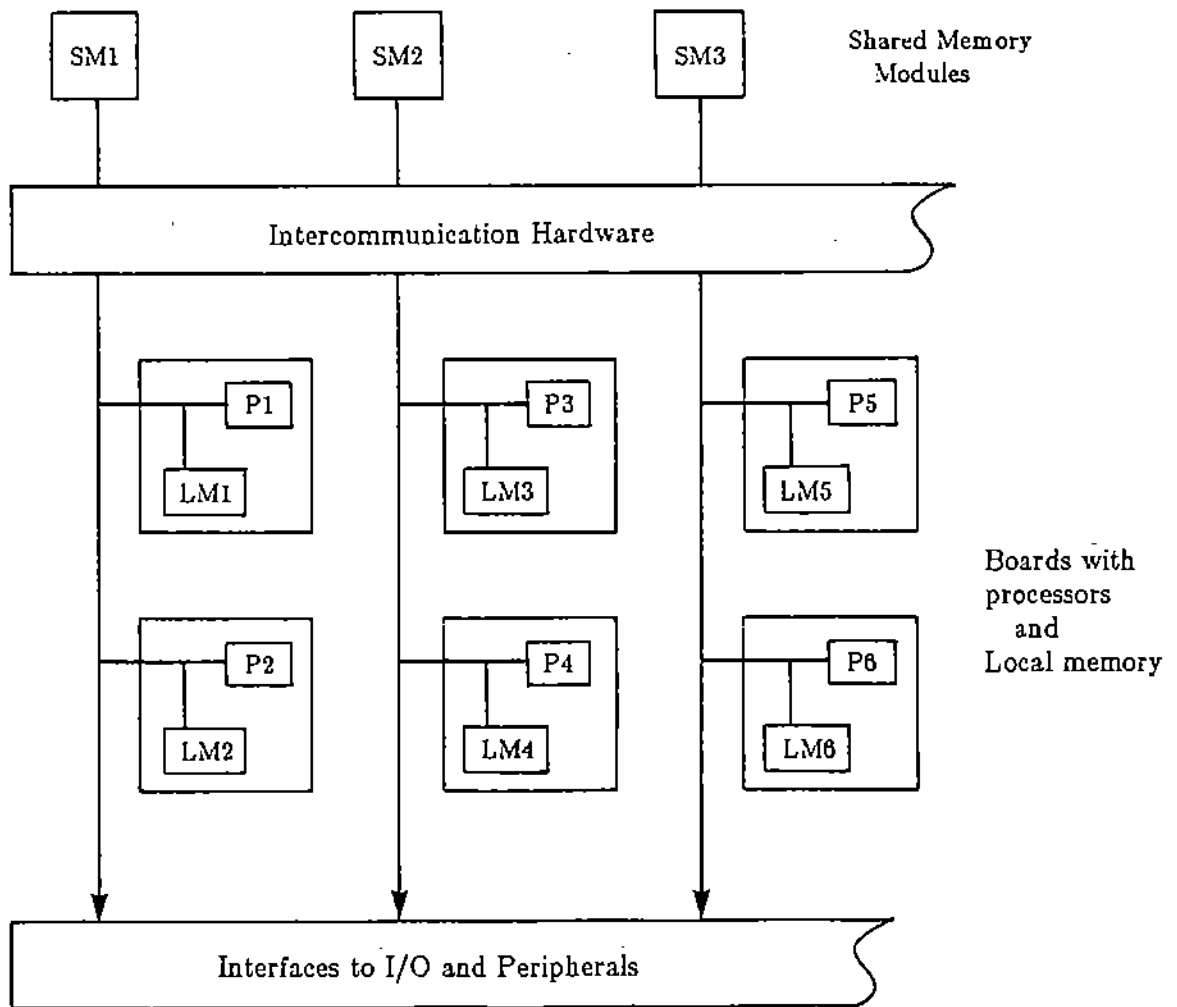 SM1
SM2
SM3
Shared Memory
Modules
Intercommunication Hardware
P1
P3
P5
LM1
LM3
LM5
Boards with
processors
and
Local memory
P2
P4
P6
LM2
LM4
LM6
Interfaces to I/O and Peripherals